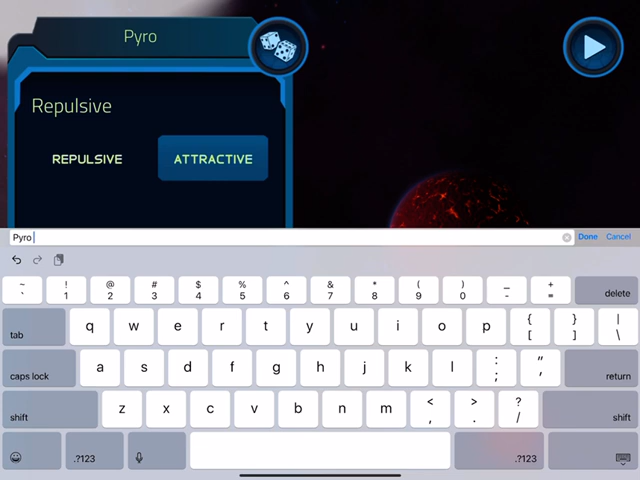 Pyro
Repulsive
REPULSIVE ATTRACTIVE
Pyro Done Cancel
~ ! @ # $ % ^ & * ( ) _ +
` 1 2 3 4 5 6 7 8 9 0 - = delete
tab q w e r t y u i o p { } |
[ ] \
caps lock a s d f g h j k l : ; " ' return
shift z x c v b n m < , > . ? / shift
.?123 .?123